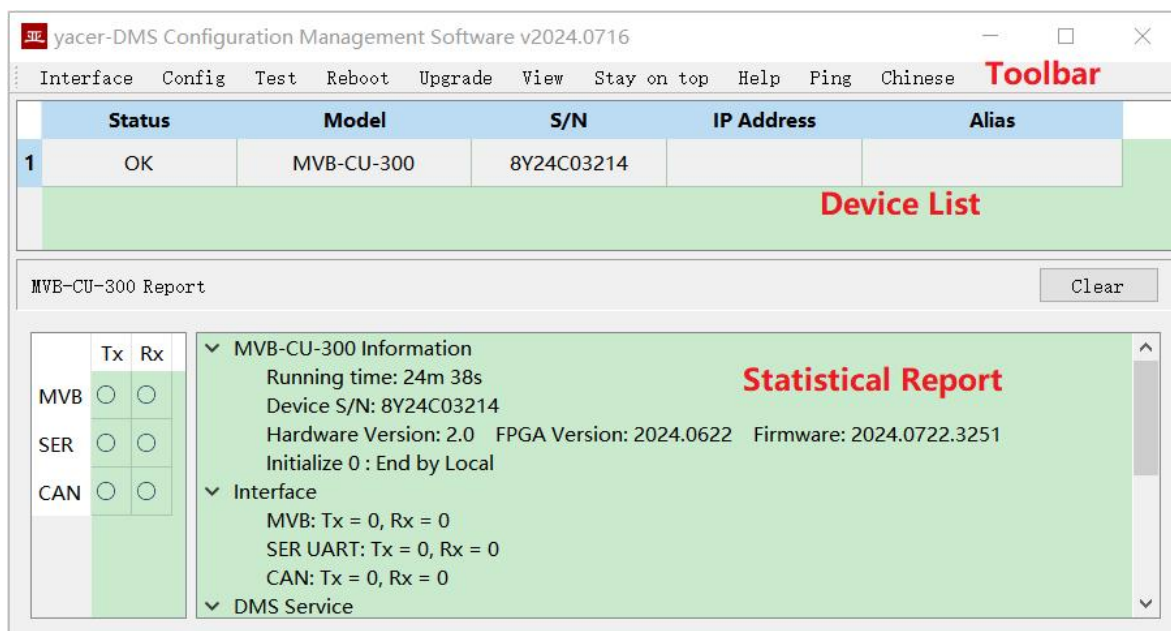 亚 yacer-DMS Configuration Management Software v2024.0716
Interface Config Test Reboot Upgrade View Stay on top Help Ping Chinese Toolbar
Status Model S/N IP Address Alias
1 OK MVB-CU-300 8Y24C03214
Device List
MVB-CU-300 Report Clear
Tx Rx
MVB
SER
CAN
MVB-CU-300 Information
Running time: 24m 38s
Statistical Report
Device S/N: 8Y24C03214
Hardware Version: 2.0 FPGA Version: 2024.0622 Firmware: 2024.0722.3251
Initialize 0 : End by Local
Interface
MVB: Tx = 0, Rx = 0
SER UART: Tx = 0, Rx = 0
CAN: Tx = 0, Rx = 0
DMS Service